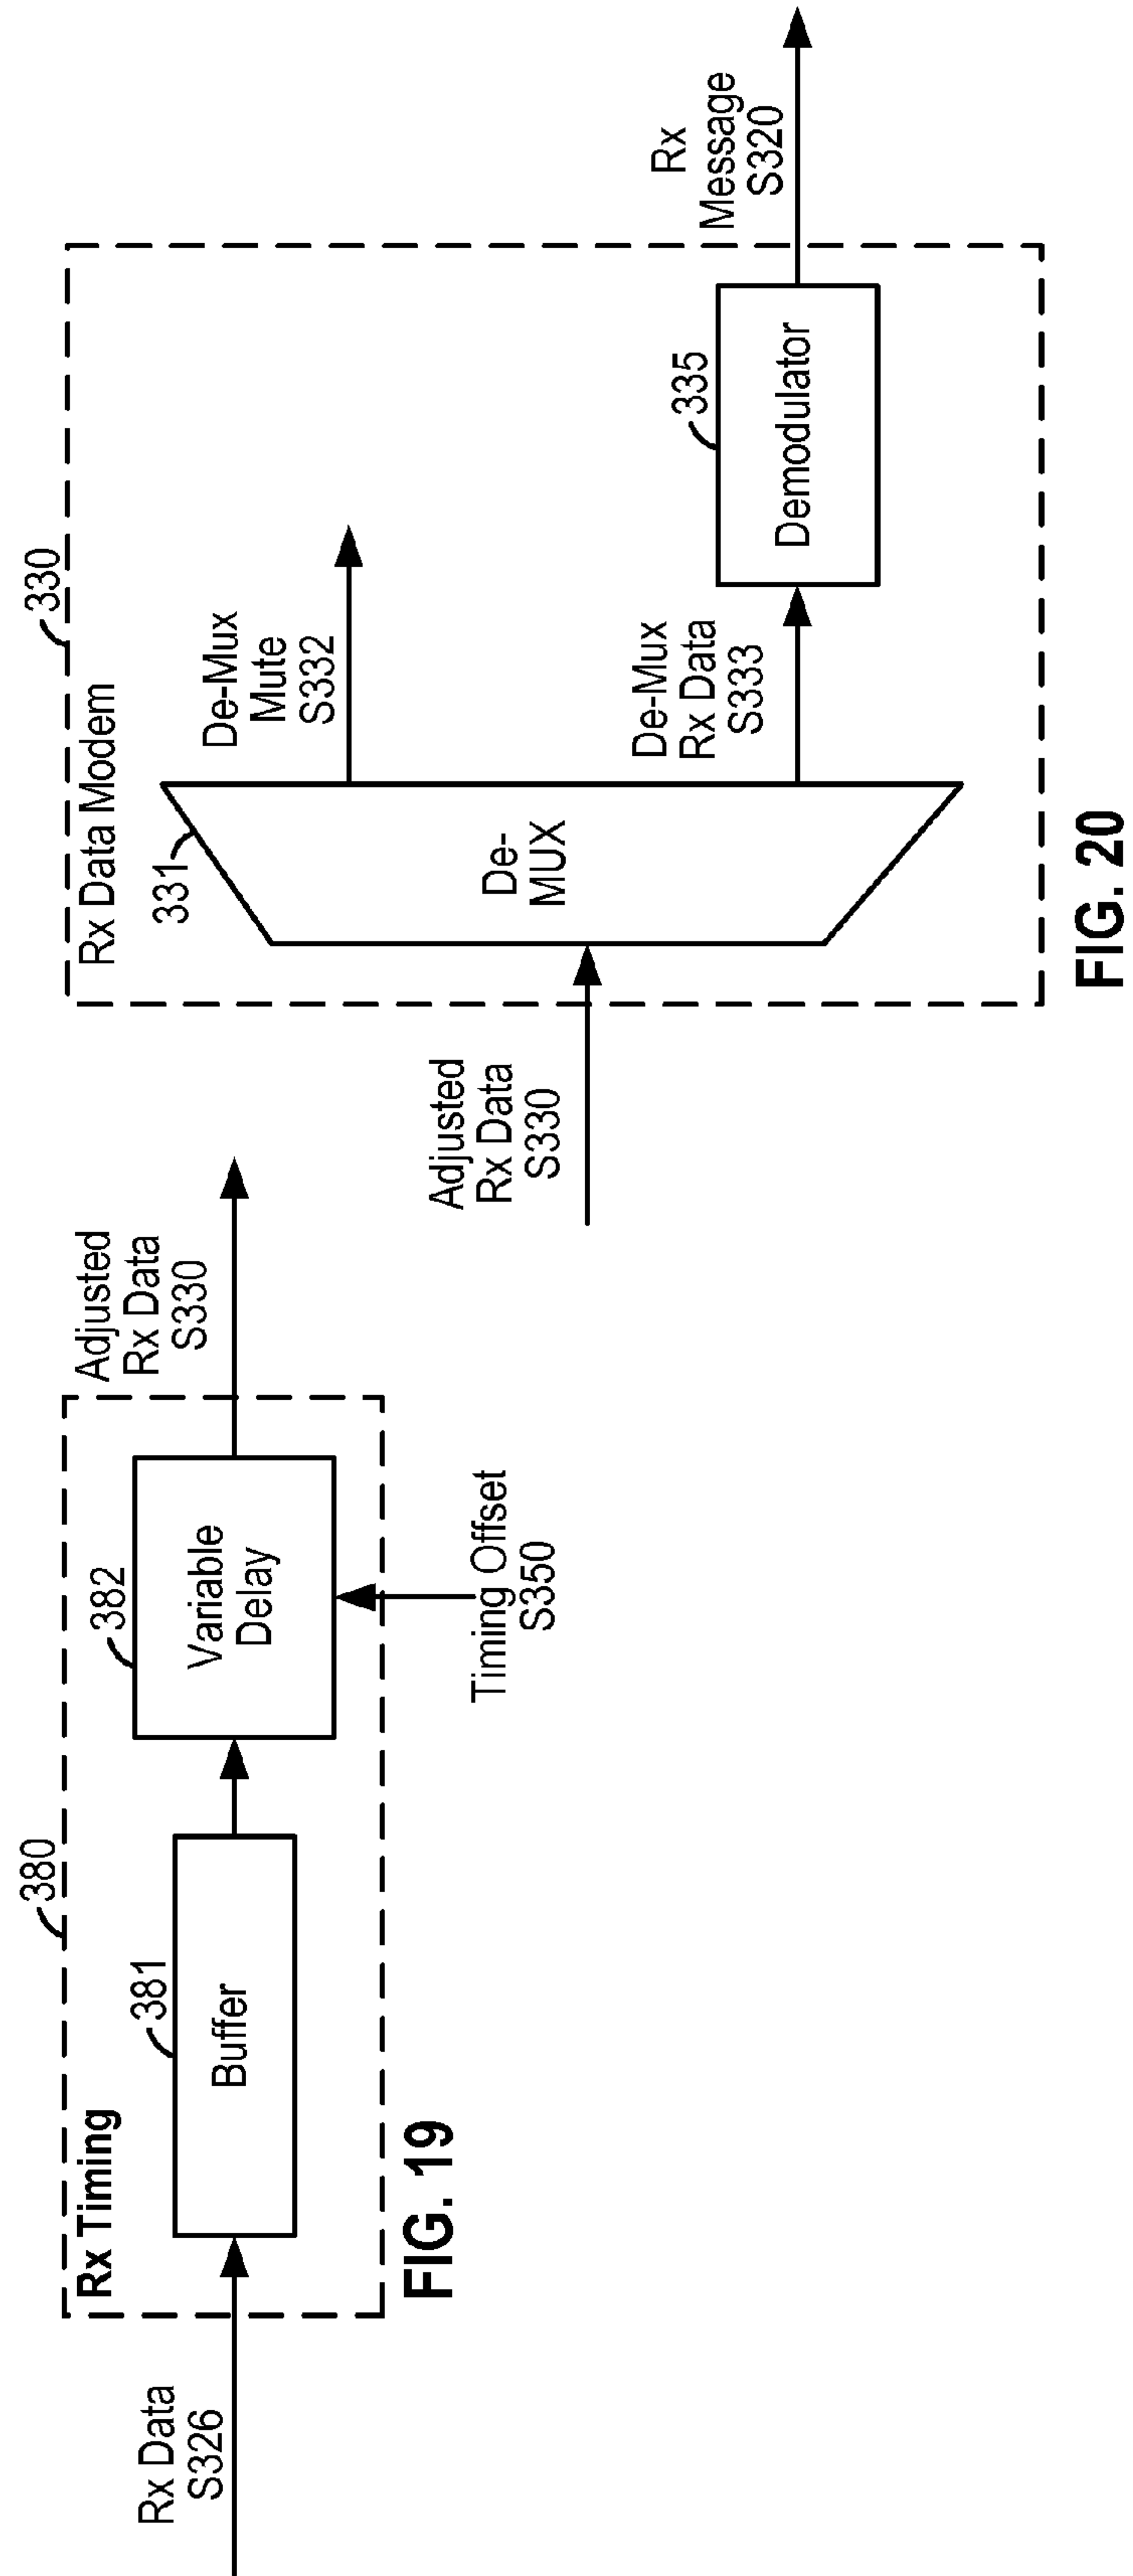 380
Rx Timing
Rx Data
S326
381
Buffer
382
Variable
Delay
Timing Offset
S350
Adjusted
Rx Data
S330
FIG. 19
330
Rx Data Modem
Adjusted
Rx Data
S330
331
De-
MUX
De-Mux
Mute
S332
De-Mux
Rx Data
S333
335
Demodulator
Rx
Message
S320
FIG. 20